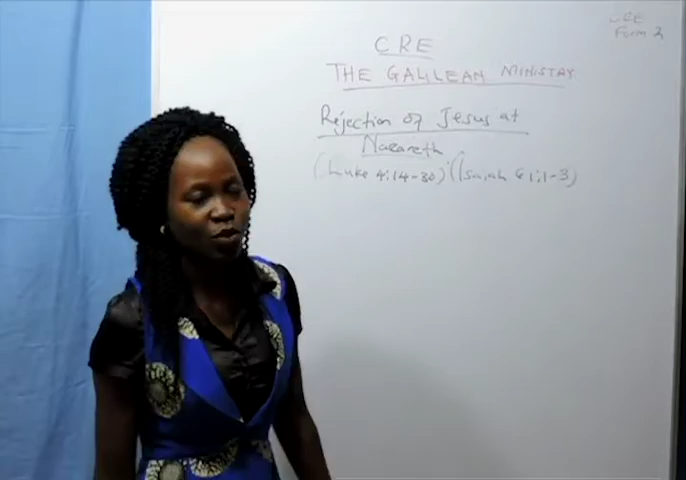 CRE
Form 2
CRE
THE GALILEAN MINISTRY
Rejection of Jesus at
Nazareth
(Luke 4:14-30) (Isaiah 61:1-3)